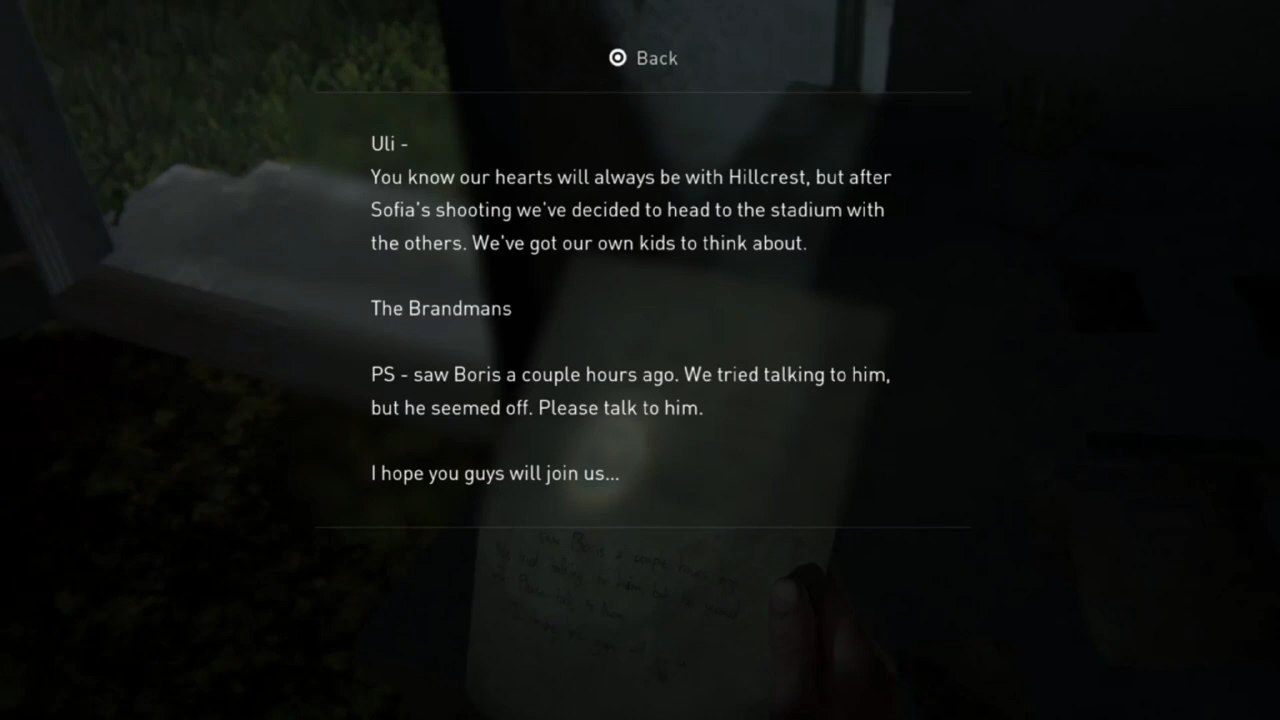 Back
Uli -
You know our hearts will always be with Hillcrest, but after
Sofia's shooting we've decided to head to the stadium with
the others. We've got our own kids to think about.
The Brandmans
PS - saw Boris a couple hours ago. We tried talking to him,
but he seemed off. Please talk to him.
I hope you guys will join us...